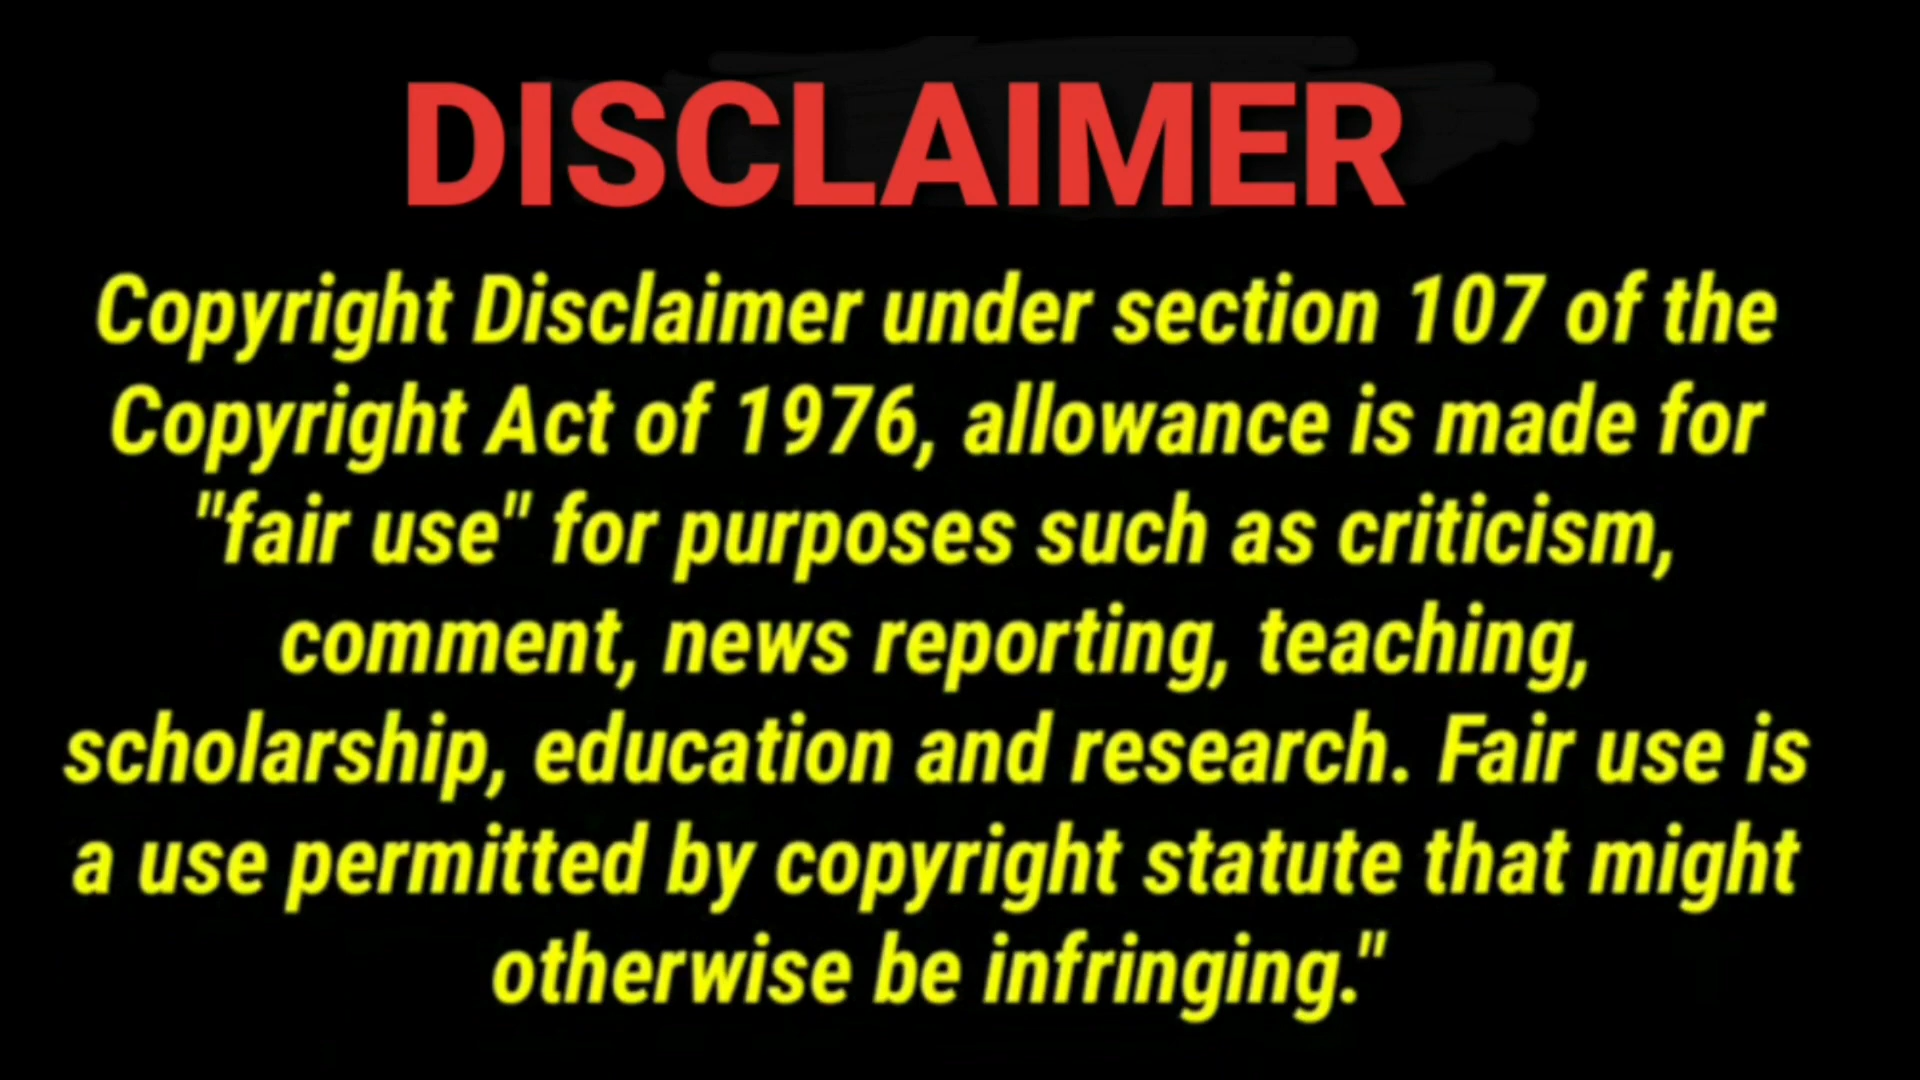 DISCLAIMER
Copyright Disclaimer under section 107 of the
Copyright Act of 1976, allowance is made for
"fair use" for purposes such as criticism,
comment, news reporting, teaching,
scholarship, education and research. Fair use is
a use permitted by copyright statute that might
otherwise be infringing."